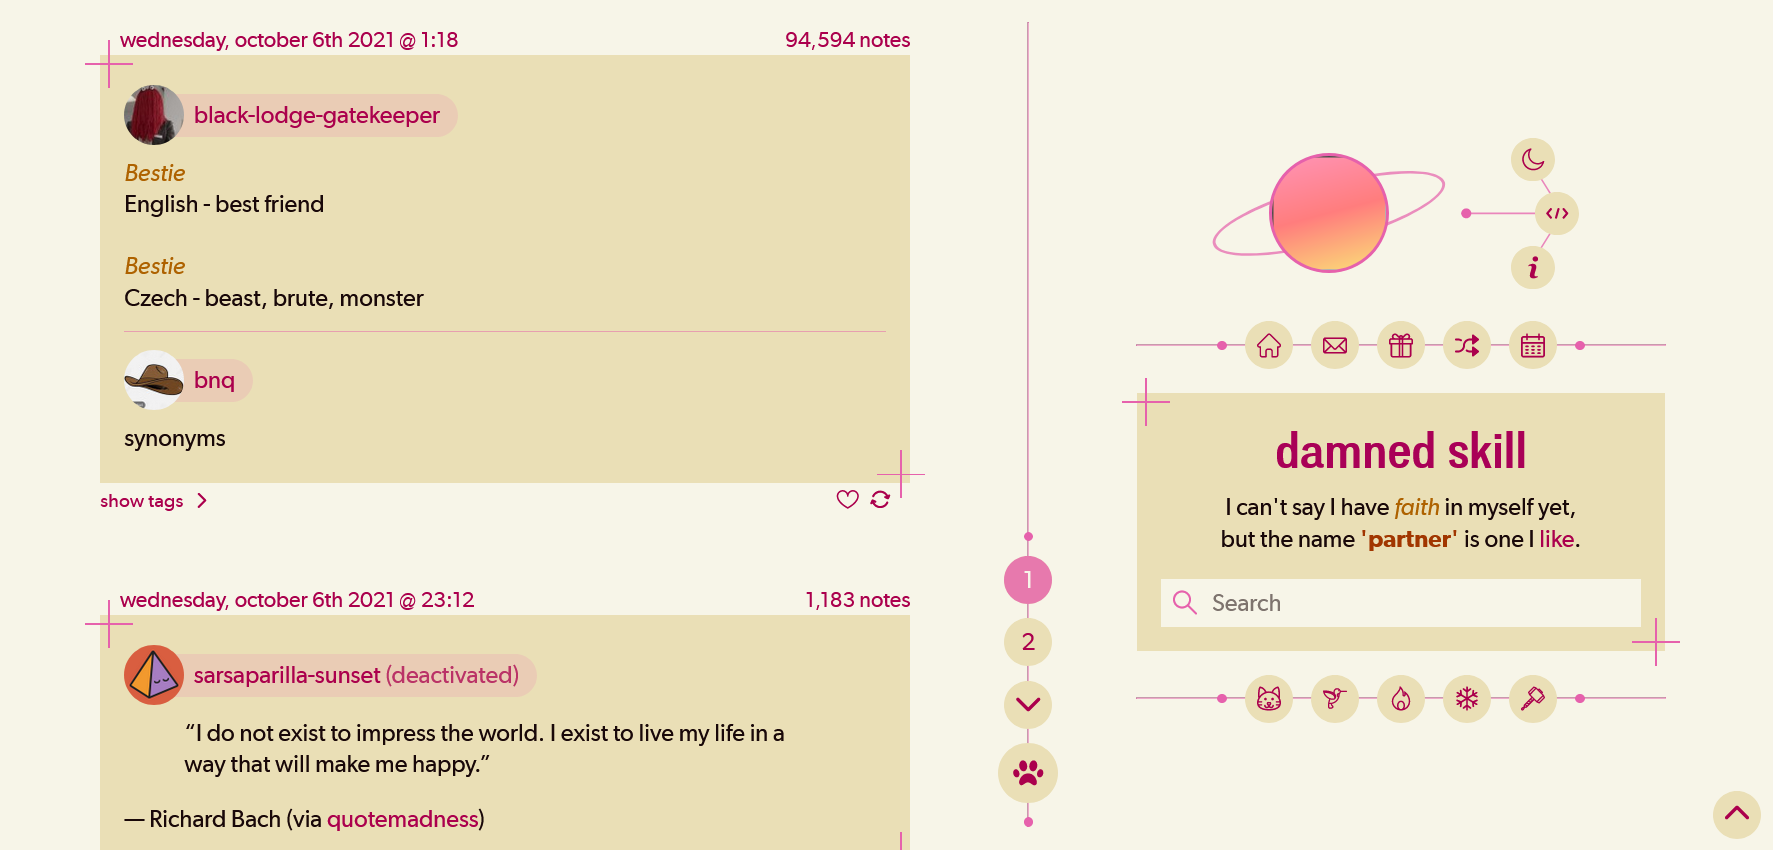 wednesday, october 6th 2021 @ 1:18
94,594 notes
black-lodge-gatekeeper
Bestie
English - best friend
Bestie
Czech - beast, brute, monster
bnq
synonyms
show tags
wednesday, october 6th 2021 @ 23:12
1,183 notes
sarsaparilla-sunset (deactivated)
“I do not exist to impress the world. I exist to live my life in a
way that will make me happy.”
— Richard Bach (via quotemadness)
1
2
damned skill
I can't say I have faith in myself yet,
but the name 'partner' is one I like.
Search